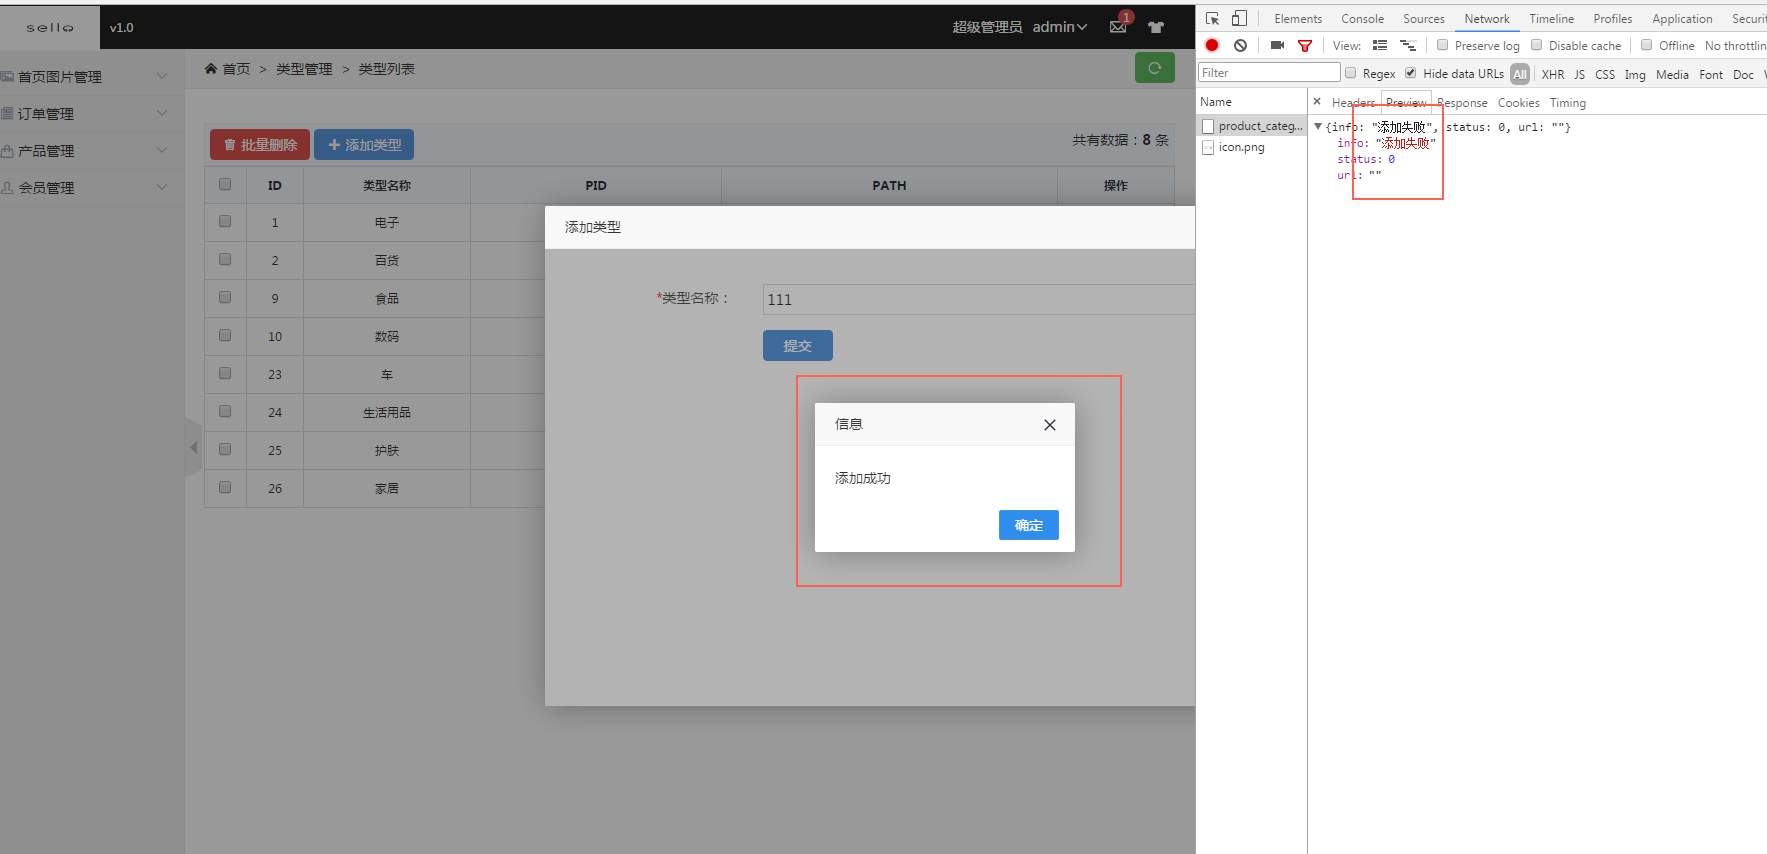 sello v1.0 超级管理员 admin 1
首页图片管理
订单管理
产品管理
会员管理
首页 > 类型管理 > 类型列表
批量删除 添加类型 共有数据：8 条
ID 类型名称 PID PATH 操作
1 电子
2 百货
9 食品
10 数码
23 车
24 生活用品
25 护肤
26 家居
添加类型
*类型名称： 111
提交
信息
添加成功
确定
Elements Console Sources Network Timeline Profiles Application Securi
View: Preserve log Disable cache Offline No throttlin
Filter Regex Hide data URLs All XHR JS CSS Img Media Font Doc
Name
product_categ...
icon.png
× Headers Preview Response Cookies Timing
▼{info: "添加失败", status: 0, url: ""}
info: "添加失败"
status: 0
url: ""